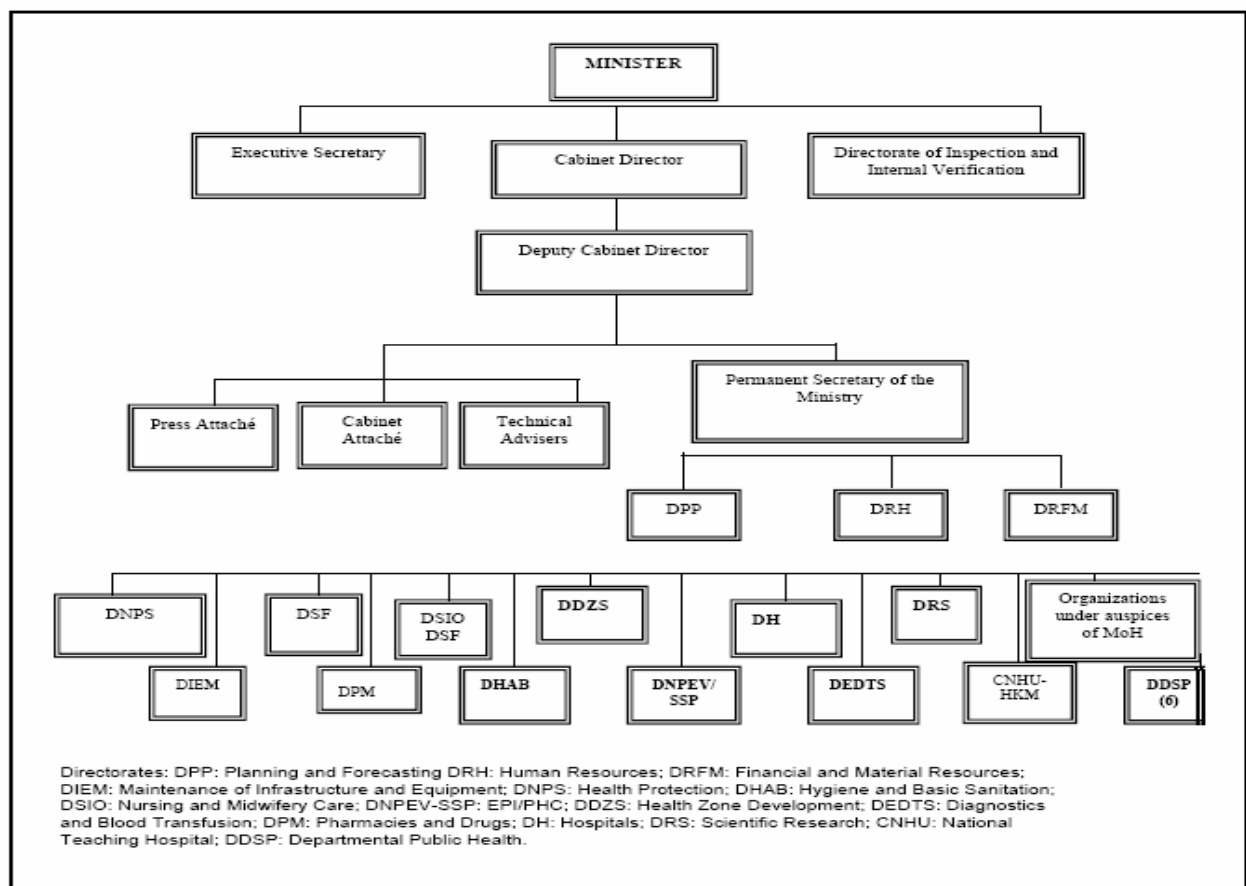 MINISTER
Executive Secretary
Cabinet Director
Directorate of Inspection and
Internal Verification
Deputy Cabinet Director
Permanent Secretary of the
Ministry
Press Attaché
Cabinet
Attaché
Technical
Advisers
DPP
DRH
DRFM
DNPS
DSF
DSIO
DSF
DDZS
DH
DRS
Organizations
under auspices
of MoH
DIEM
DPM
DHAB
DNPEV/
SSP
DEDTS
CNHU-
HKM
DDSP
(6)
Directorates: DPP: Planning and Forecasting DRH: Human Resources; DRFM: Financial and Material Resources;
DIEM: Maintenance of Infrastructure and Equipment; DNPS: Health Protection; DHAB: Hygiene and Basic Sanitation;
DSIO: Nursing and Midwifery Care; DNPEV-SSP: EPI/PHC; DDZS: Health Zone Development; DEDTS: Diagnostics
and Blood Transfusion; DPM: Pharmacies and Drugs; DH: Hospitals; DRS: Scientific Research; CNHU: National
Teaching Hospital; DDSP: Departmental Public Health.